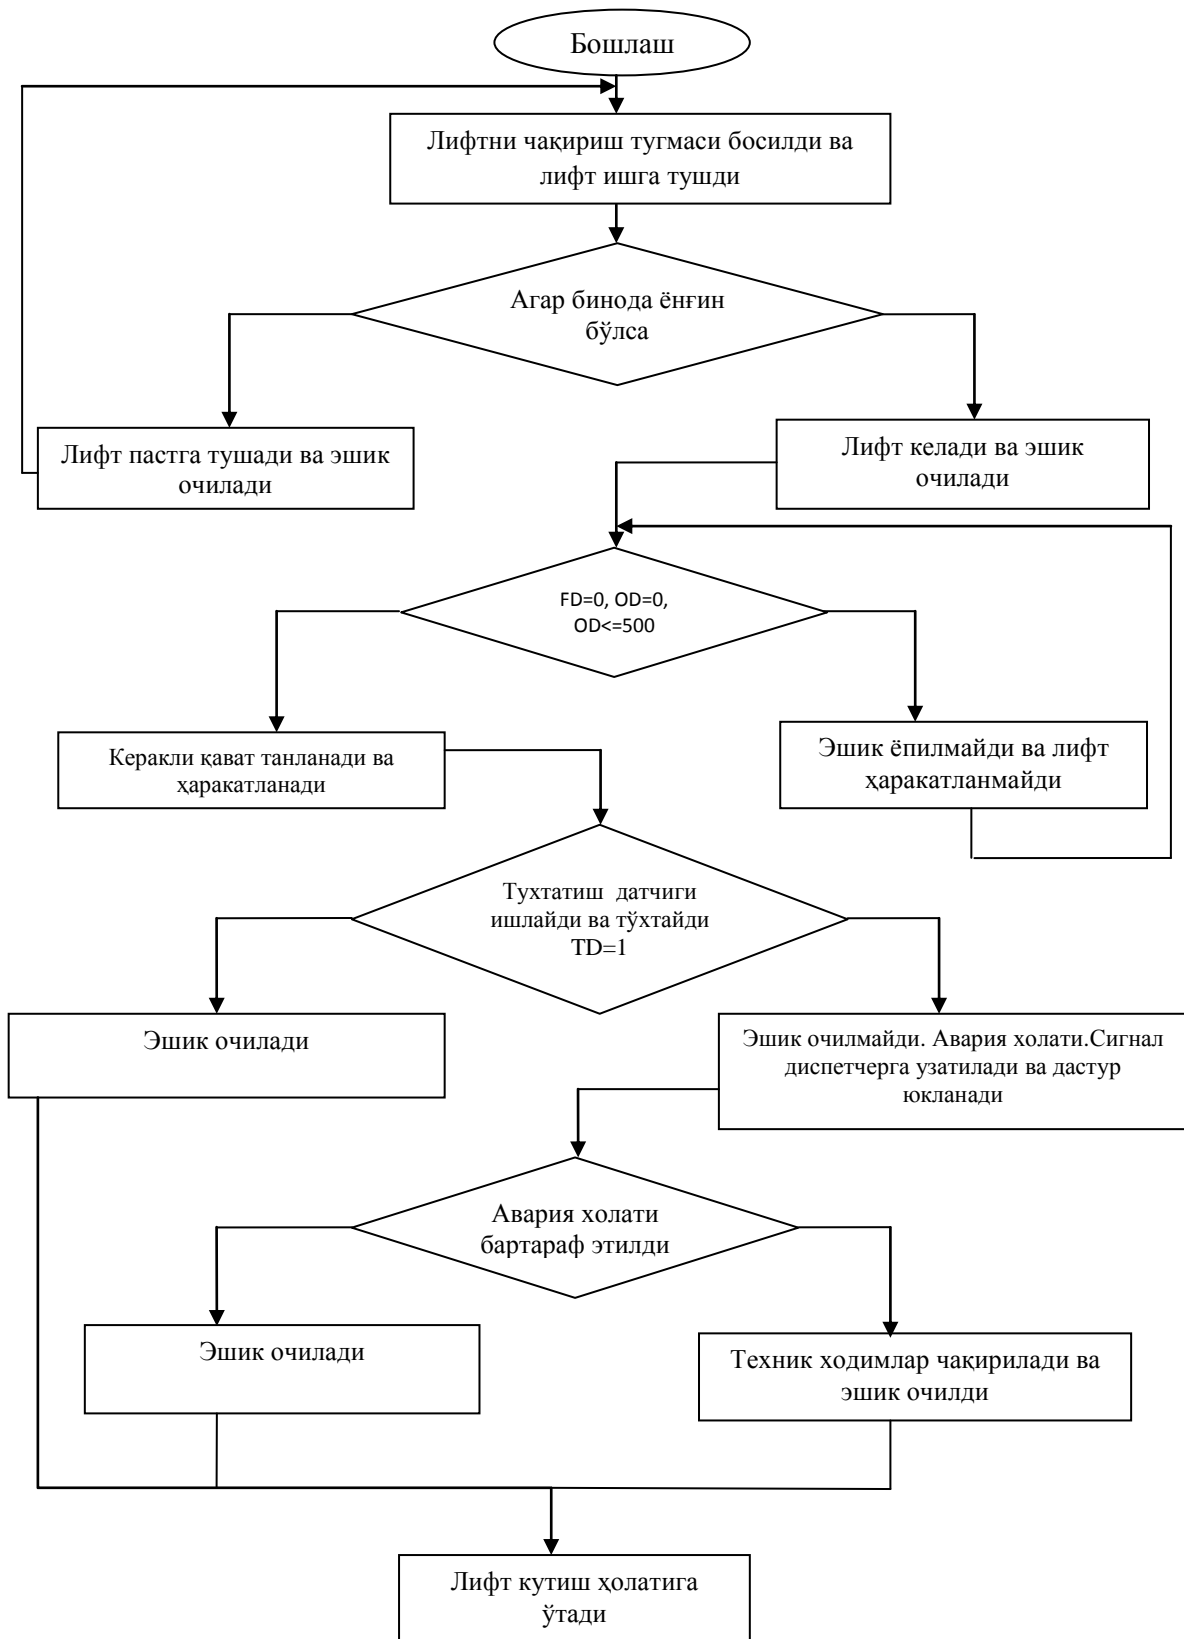 Бошлаш
Лифтни чақириш тугмаси босилди ва
лифт ишга тушди
Агар бинода ёнғин
бўлса
Лифт пастга тушади ва эшик
очилади
Лифт келади ва эшик
очилади
FD=0, OD=0,
OD<=500
Керакли қават танланади ва
ҳаракатланади
Эшик ёпилмайди ва лифт
ҳаракатланмайди
Тухтатиш датчиги
ишлайди ва тўхтайди
TD=1
Эшик очилади
Эшик очилмайди. Авария холати.Сигнал
диспетчерга узатилади ва дастур
юкланади
Авария холати
бартараф этилди
Эшик очилади
Техник ходимлар чақирилади ва
эшик очилди
Лифт кутиш ҳолатига
ўтади